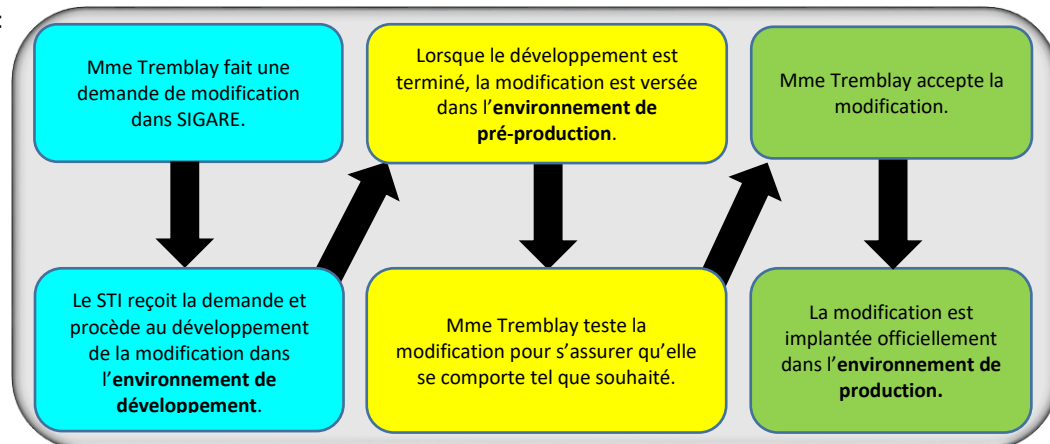 :
Mme Tremblay fait une
demande de modification
dans SIGARE.
Le STI reçoit la demande et
procède au développement
de la modification dans
l’environnement de
développement.
Lorsque le développement est
terminé, la modification est versée
dans l’environnement de
pré-production.
Mme Tremblay teste la
modification pour s’assurer qu’elle
se comporte tel que souhaité.
Mme Tremblay accepte la
modification.
La modification est
implantée officiellement
dans l’environnement de
production.